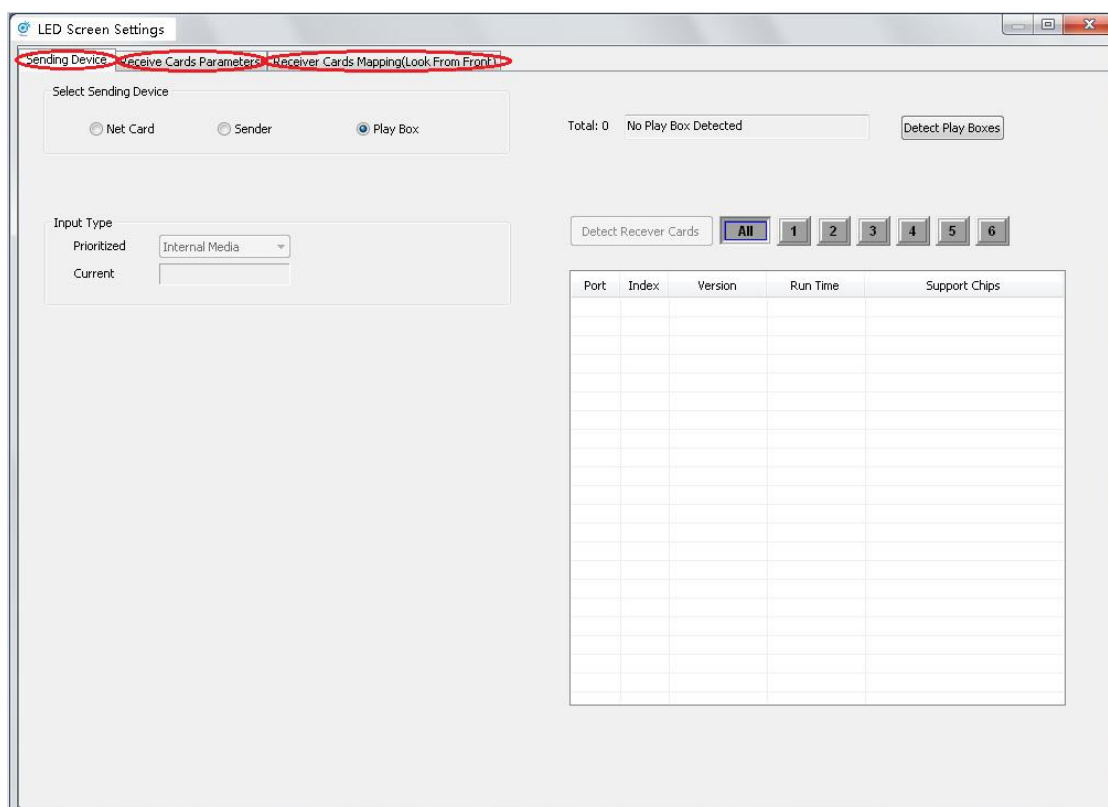 LED Screen Settings
Sending Device Receive Cards Parameters Receiver Cards Mapping(Look From Front)
Select Sending Device
Net Card Sender Play Box
Total: 0 No Play Box Detected Detect Play Boxes
Input Type
Prioritized Internal Media
Current
Detect Recever Cards All 1 2 3 4 5 6
Port Index Version Run Time Support Chips